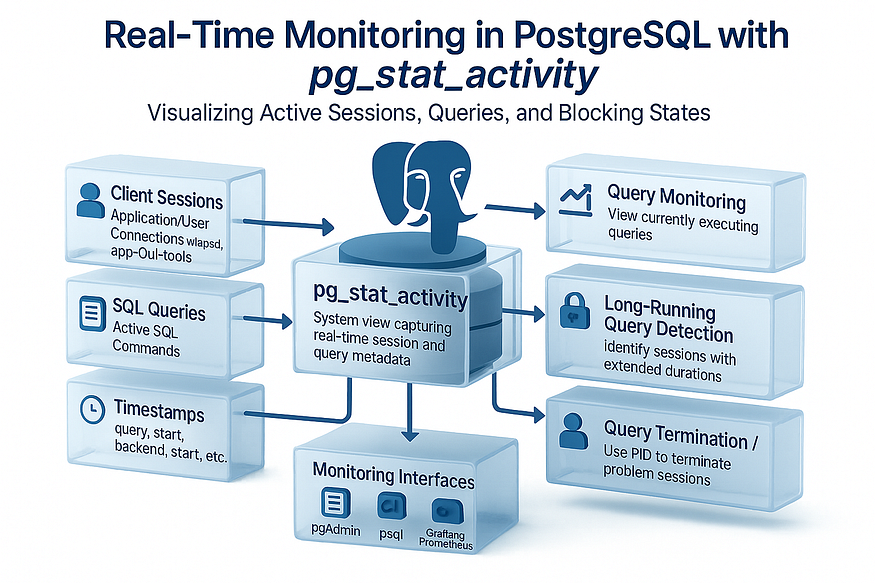 Real-Time Monitoring in PostgreSQL with
pg_stat_activity
Visualizing Active Sessions, Queries, and Blocking States
Client Sessions
Application/User
Connections wlapsd,
app-Oul-tools
SQL Queries
Active SQL
Commands
Timestamps
query, start,
backend, start, etc.
pg_stat_activity
System view capturing
real-time session and
query metadata
Monitoring Interfaces
pgAdmin
psql
Graftang
Prometheus
Query Monitoring
View currently executing
queries
Long-Running
Query Detection
identify sessions with
extended durations
Query Termination /
Use PID to terminate
problem sessions